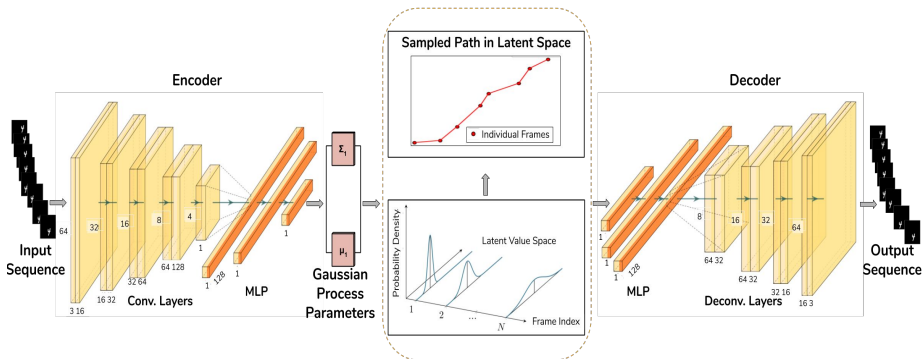 Sampled Path in Latent Space
Individual Frames
Encoder
Decoder
Input
Sequence
64
3 16
32
16 32
16
32 64
8
64 128
4
1
1 128
1
1
Conv. Layers
MLP
Σ₁
μ₁
Gaussian
Process
Parameters
Probability Density
Latent Value Space
1
2
...
N
Frame Index
1
1
1 128
MLP
8
64 32
16
64 32
32
32 16
64
16 3
Deconv. Layers
Output
Sequence